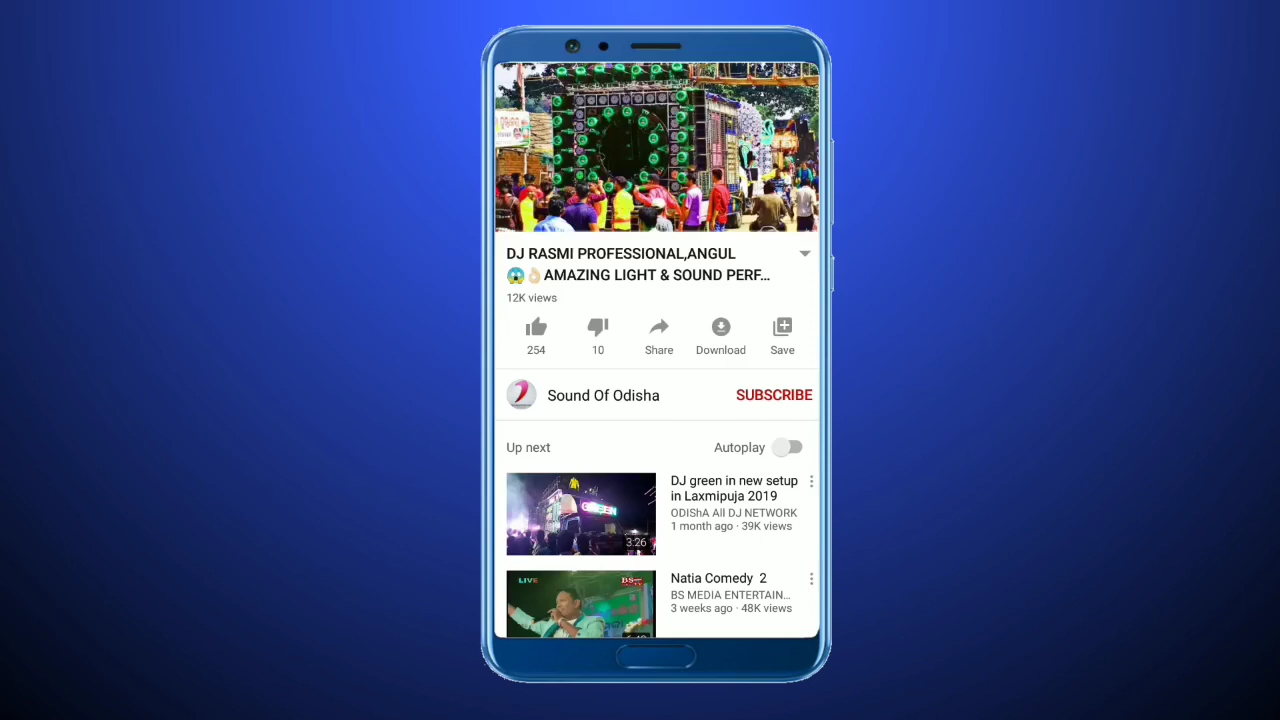 DJ RASMI PROFESSIONAL,ANGUL
😱👌🏻AMAZING LIGHT & SOUND PERF…
12K views
254
10
Share
Download
Save
Sound Of Odisha
SUBSCRIBE
Up next
Autoplay
GREEN
3:26
DJ green in new setup
in Laxmipuja 2019
ODIShA All DJ NETWORK
1 month ago · 39K views
LIVE
BS
Natia Comedy 2
BS MEDIA ENTERTAIN…
3 weeks ago · 48K views